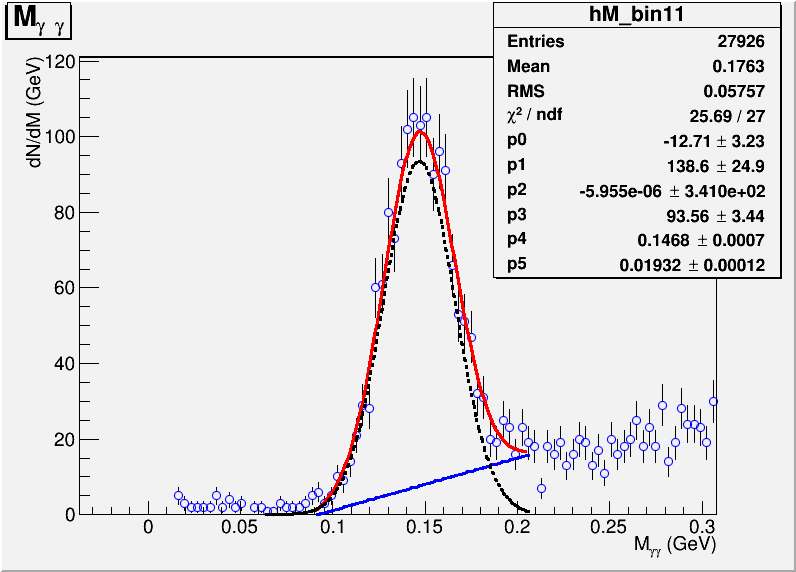 Mγ γ
hM_bin11
Entries 27926
Mean 0.1763
RMS 0.05757
χ² / ndf 25.69 / 27
p0 -12.71 ± 3.23
p1 138.6 ± 24.9
p2 -5.955e-06 ± 3.410e+02
p3 93.56 ± 3.44
p4 0.1468 ± 0.0007
p5 0.01932 ± 0.00012
dN/dM (GeV)
120
100
80
60
40
20
0
0 0.05 0.1 0.15 0.2 0.25 0.3
Mγγ (GeV)